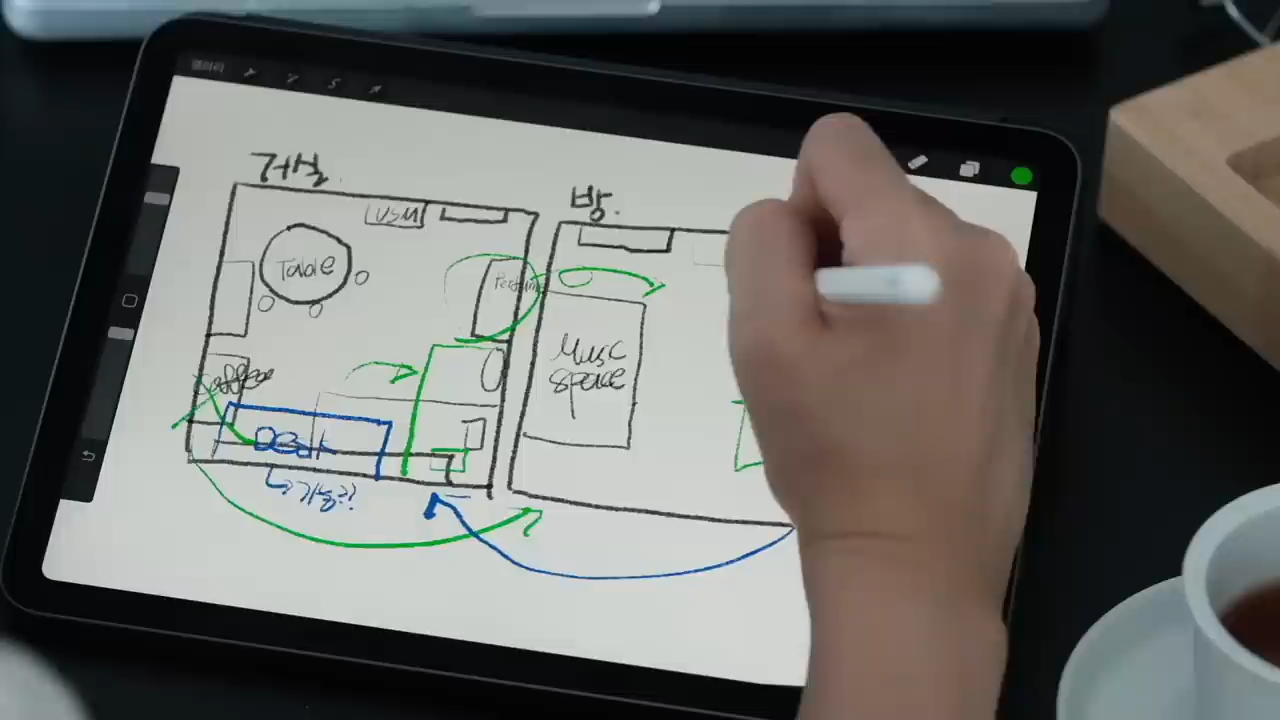 거실
방.
USM
Table
Music
space
Desk